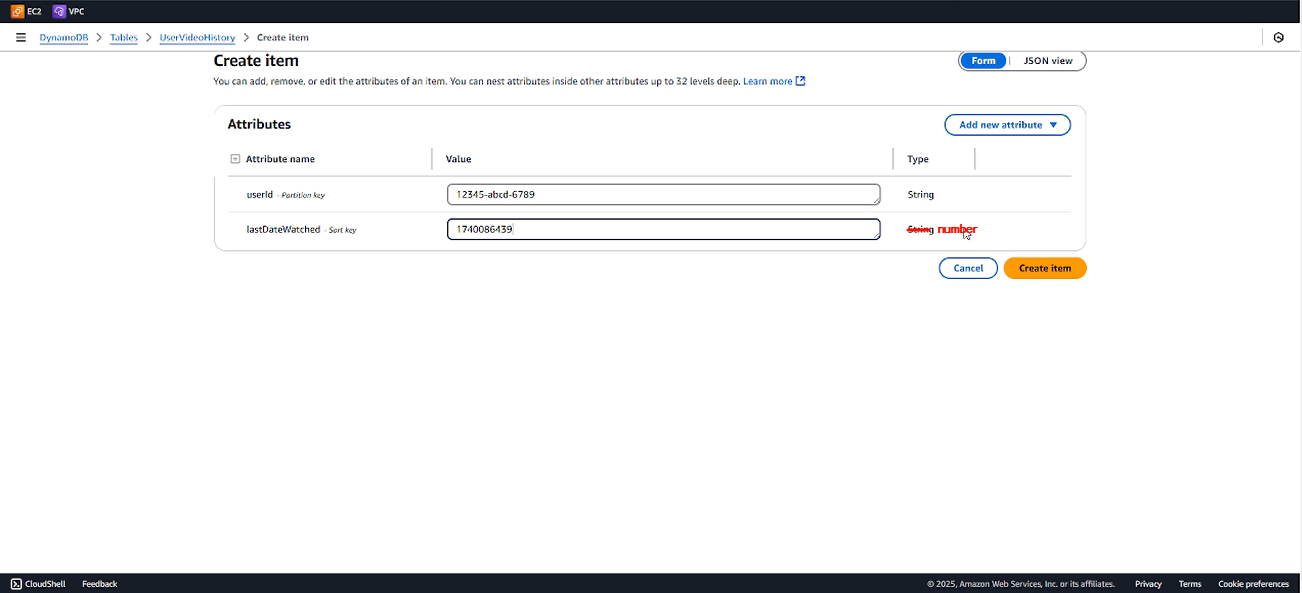 EC2 VPC
DynamoDB > Tables > UserVideoHistory > Create item
Create item
Form | JSON view
You can add, remove, or edit the attributes of an item. You can nest attributes inside other attributes up to 32 levels deep. Learn more
Attributes
Add new attribute
Attribute name Value Type
userId - Partition key 12345-abcd-6789 String
lastDateWatched - Sort key 1740086439 String number
Cancel Create item
CloudShell Feedback © 2025, Amazon Web Services, Inc. or its affiliates. Privacy Terms Cookie preferences